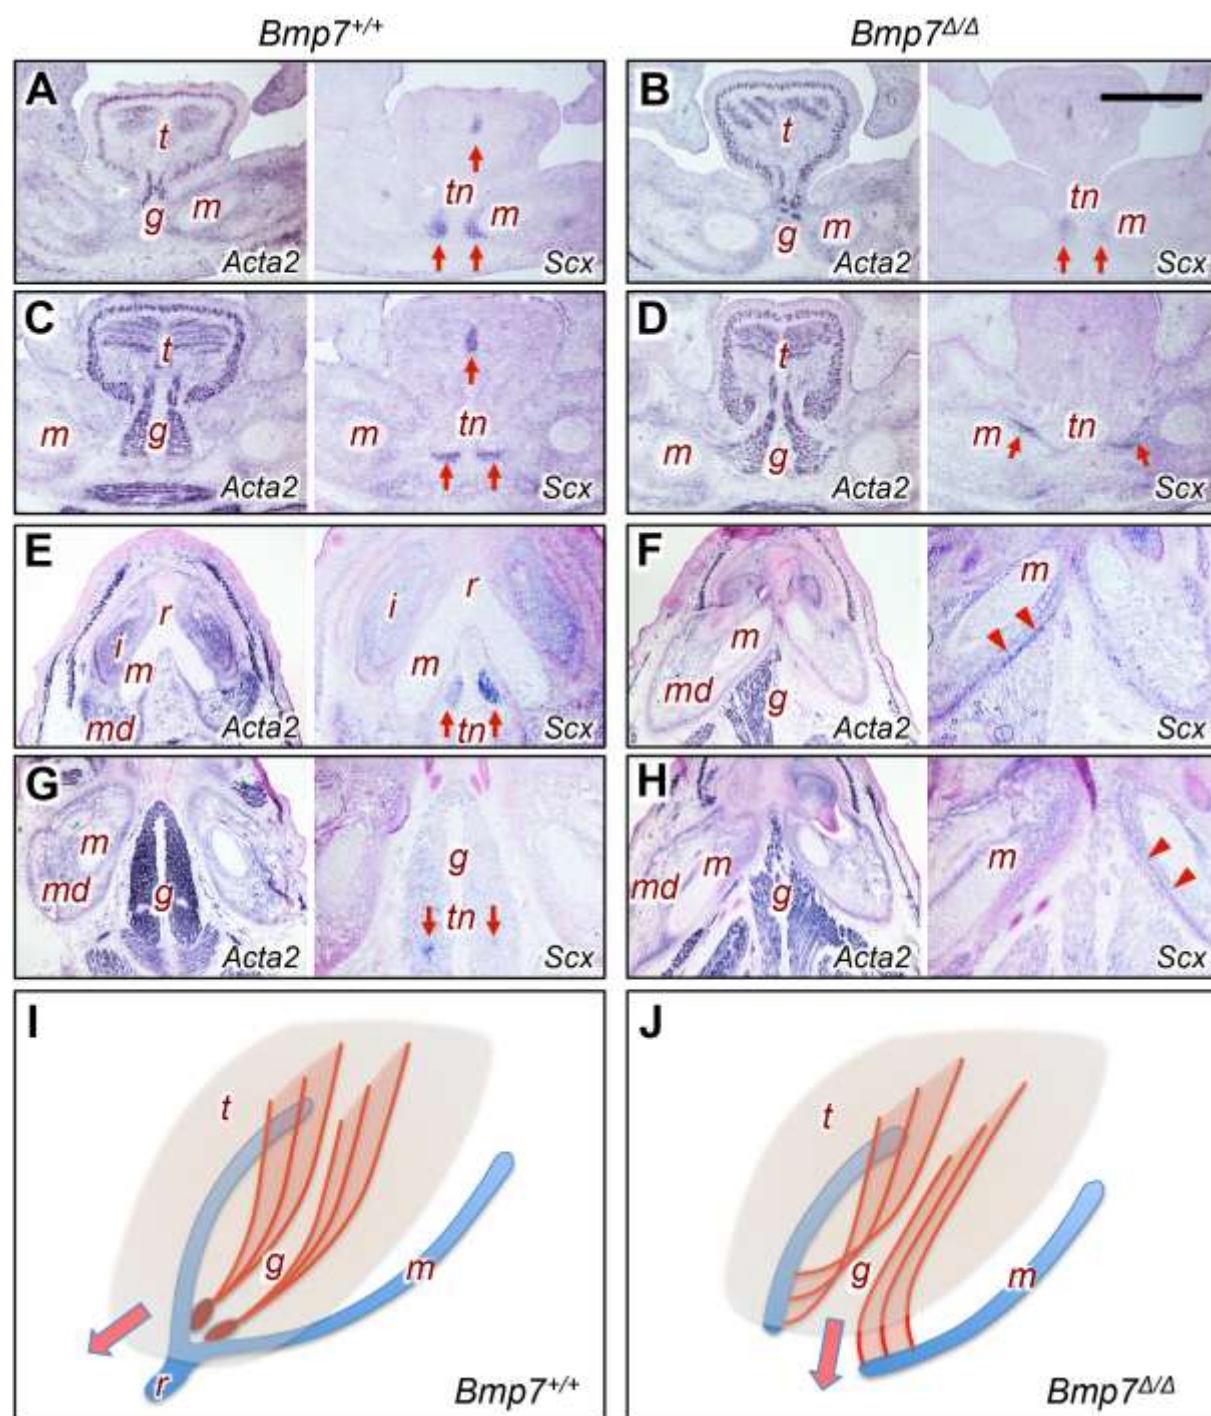 Bmp7+/+ Bmp7Δ/Δ
A t g m Acta2 tn m Scx
B t g m Acta2 tn m Scx
C t m g Acta2 m tn Scx
D t m g Acta2 m tn Scx
E r i m md Acta2 r i m tn Scx
F m md g Acta2 m Scx
G m md g Acta2 g tn Scx
H m md g Acta2 m Scx
I t g m r Bmp7+/+
J t g m Bmp7Δ/Δ